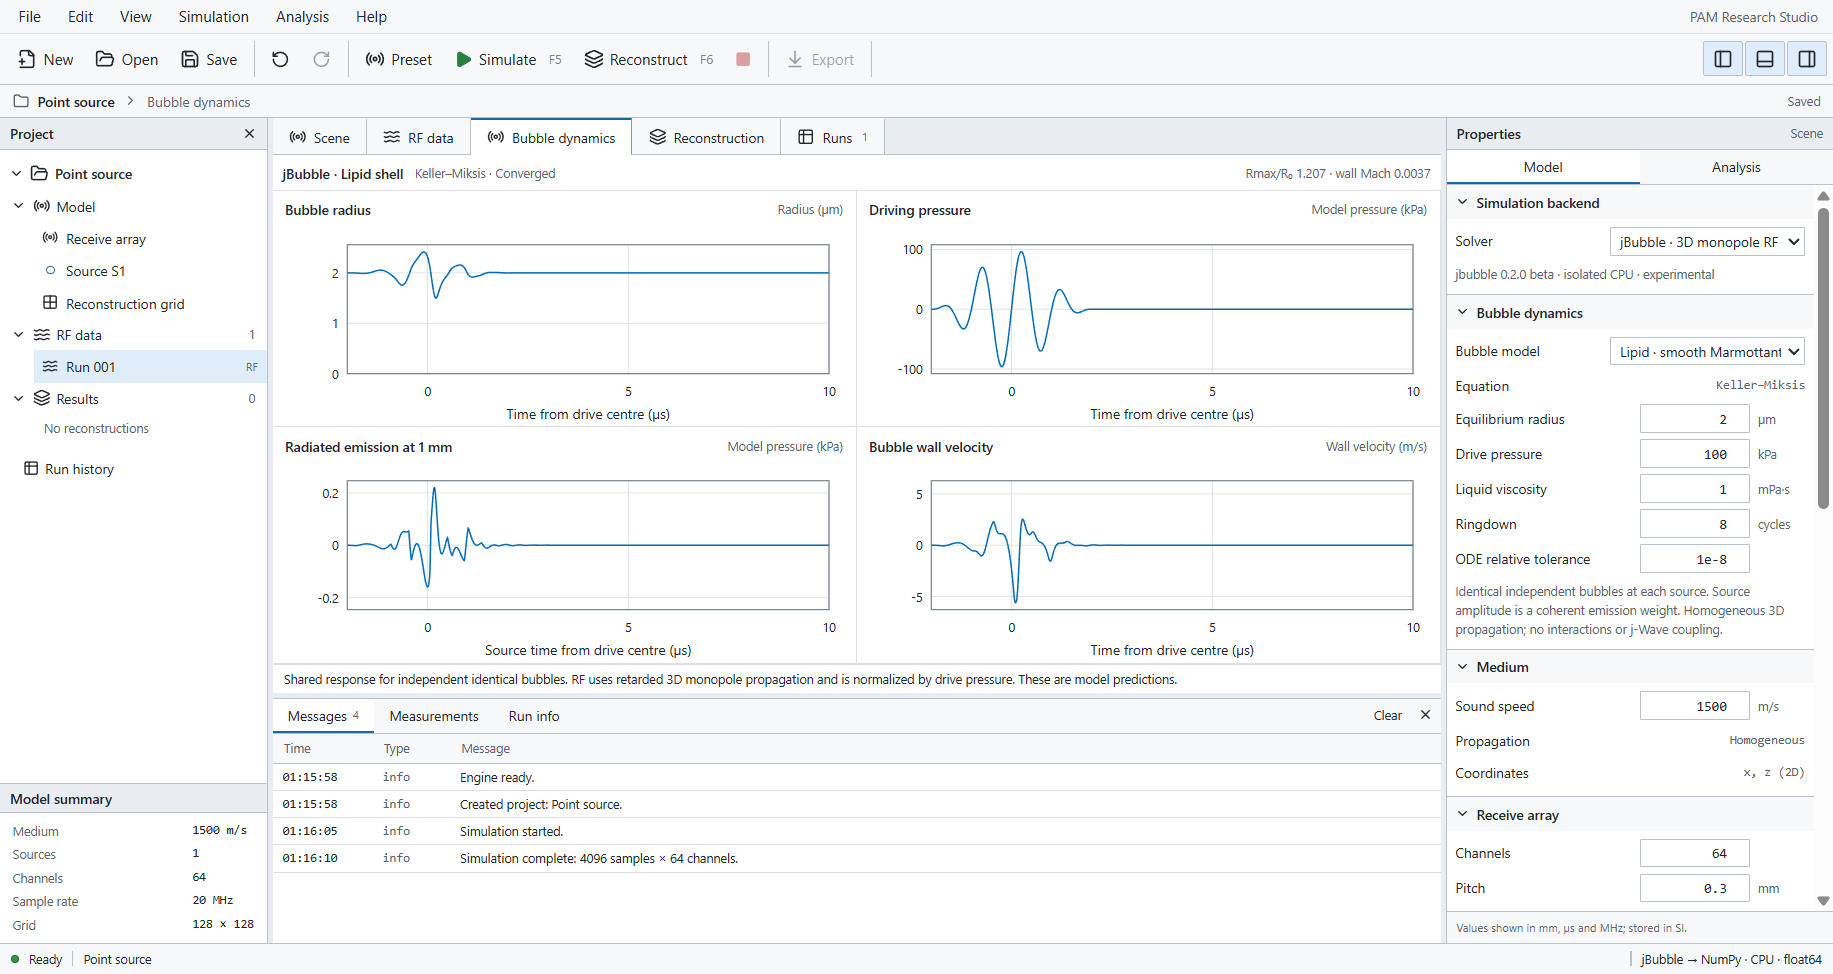 File Edit View Simulation Analysis Help PAM Research Studio
New Open Save Preset Simulate F5 Reconstruct F6 Export
Point source > Bubble dynamics Saved
Project
Point source
Model
Receive array
Source S1
Reconstruction grid
RF data 1
Run 001 RF
Results 0
No reconstructions
Run history
Model summary
Medium 1500 m/s
Sources 1
Channels 64
Sample rate 20 MHz
Grid 128 × 128
Scene RF data Bubble dynamics Reconstruction Runs 1
jBubble · Lipid shell Keller–Miksis · Converged Rmax/R₀ 1.207 · wall Mach 0.0037
Bubble radius Radius (µm)
2
1
0
0 5 10
Time from drive centre (µs)
Driving pressure Model pressure (kPa)
100
0
-100
0 5 10
Time from drive centre (µs)
Radiated emission at 1 mm Model pressure (kPa)
0.2
0
-0.2
0 5 10
Source time from drive centre (µs)
Bubble wall velocity Wall velocity (m/s)
5
0
-5
0 5 10
Time from drive centre (µs)
Shared response for independent identical bubbles. RF uses retarded 3D monopole propagation and is normalized by drive pressure. These are model predictions.
Messages 4 Measurements Run info Clear
Time Type Message
01:15:58 info Engine ready.
01:15:58 info Created project: Point source.
01:16:05 info Simulation started.
01:16:10 info Simulation complete: 4096 samples × 64 channels.
Properties Scene
Model Analysis
Simulation backend
Solver jBubble · 3D monopole RF
jbubble 0.2.0 beta · isolated CPU · experimental
Bubble dynamics
Bubble model Lipid · smooth Marmottant
Equation Keller–Miksis
Equilibrium radius 2 µm
Drive pressure 100 kPa
Liquid viscosity 1 mPa·s
Ringdown 8 cycles
ODE relative tolerance 1e-8
Identical independent bubbles at each source. Source
amplitude is a coherent emission weight. Homogeneous 3D
propagation; no interactions or j-Wave coupling.
Medium
Sound speed 1500 m/s
Propagation Homogeneous
Coordinates x, z (2D)
Receive array
Channels 64
Pitch 0.3 mm
Values shown in mm, µs and MHz; stored in SI.
Ready Point source jBubble → NumPy · CPU · float64